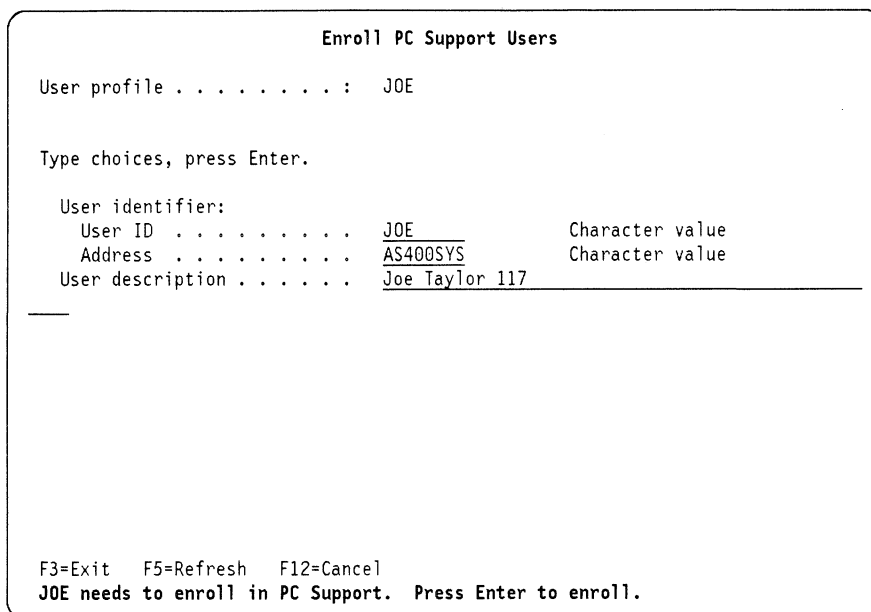 Enroll PC Support Users
User profile . . . . . . . . : JOE
Type choices, press Enter.
User identifier:
User ID . . . . . . . . . JOE Character value
Address . . . . . . . . . AS400SYS Character value
User description . . . . . . Joe Taylor 117
F3=Exit F5=Refresh F12=Cancel
JOE needs to enroll in PC Support. Press Enter to enroll.